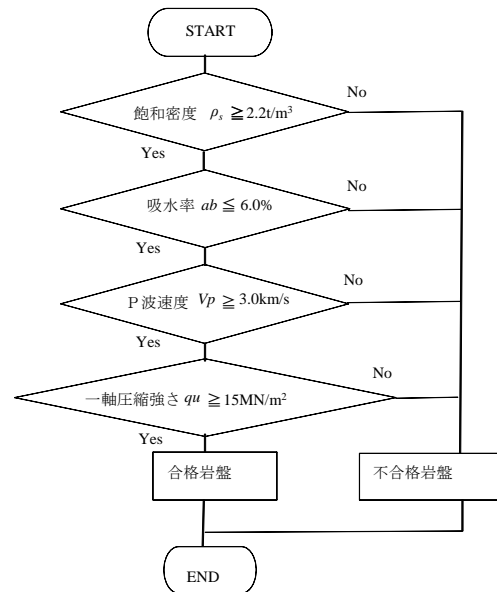 START
飽和密度 ρs ≧2.2t/m³
No
Yes
吸水率 ab ≦ 6.0%
No
Yes
P波速度 Vp ≧3.0km/s
No
Yes
一軸圧縮強さ qu ≧15MN/m²
No
Yes
合格岩盤
不合格岩盤
END